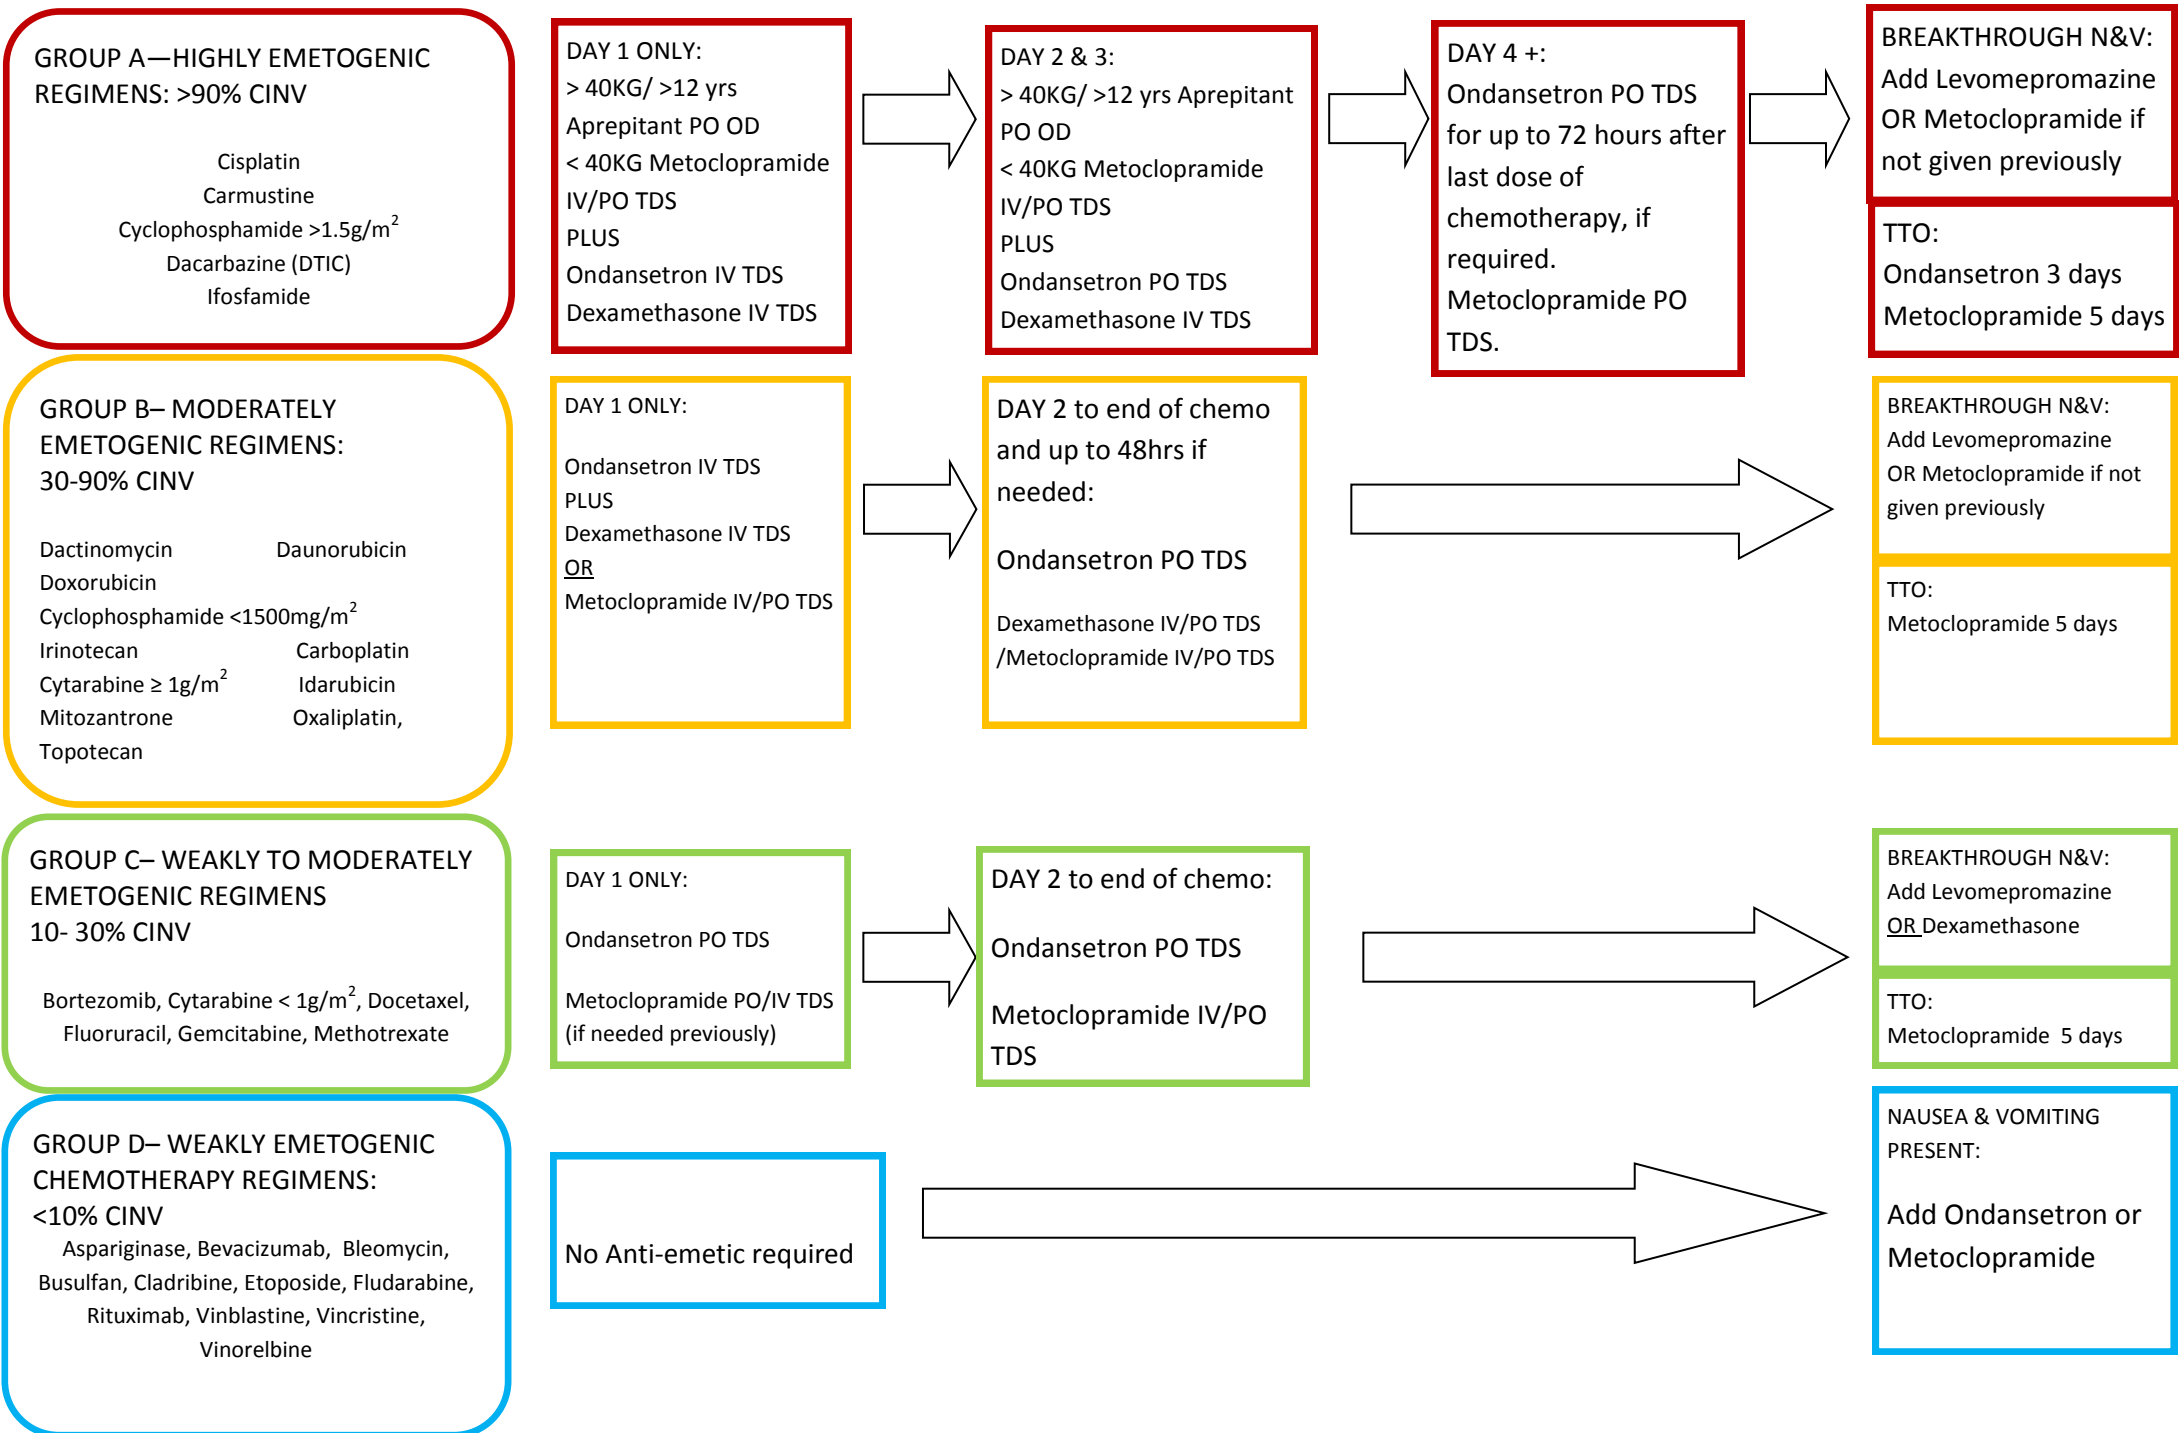 GROUP A—HIGHLY EMETOGENIC
REGIMENS: >90% CINV
Cisplatin
Carmustine
Cyclophosphamide >1.5g/m²
Dacarbazine (DTIC)
Ifosfamide
DAY 1 ONLY:
> 40KG/ >12 yrs
Aprepitant PO OD
< 40KG Metoclopramide
IV/PO TDS
PLUS
Ondansetron IV TDS
Dexamethasone IV TDS
DAY 2 & 3:
> 40KG/ >12 yrs Aprepitant
PO OD
< 40KG Metoclopramide
IV/PO TDS
PLUS
Ondansetron PO TDS
Dexamethasone IV TDS
DAY 4 +:
Ondansetron PO TDS
for up to 72 hours after
last dose of
chemotherapy, if
required.
Metoclopramide PO
TDS.
BREAKTHROUGH N&V:
Add Levomepromazine
OR Metoclopramide if
not given previously
TTO:
Ondansetron 3 days
Metoclopramide 5 days
GROUP B– MODERATELY
EMETOGENIC REGIMENS:
30-90% CINV
Dactinomycin Daunorubicin
Doxorubicin
Cyclophosphamide <1500mg/m²
Irinotecan Carboplatin
Cytarabine ≥ 1g/m² Idarubicin
Mitozantrone Oxaliplatin,
Topotecan
DAY 1 ONLY:
Ondansetron IV TDS
PLUS
Dexamethasone IV TDS
OR
Metoclopramide IV/PO TDS
DAY 2 to end of chemo
and up to 48hrs if
needed:
Ondansetron PO TDS
Dexamethasone IV/PO TDS
/Metoclopramide IV/PO TDS
BREAKTHROUGH N&V:
Add Levomepromazine
OR Metoclopramide if not
given previously
TTO:
Metoclopramide 5 days
GROUP C– WEAKLY TO MODERATELY
EMETOGENIC REGIMENS
10- 30% CINV
Bortezomib, Cytarabine < 1g/m², Docetaxel,
Fluoruracil, Gemcitabine, Methotrexate
DAY 1 ONLY:
Ondansetron PO TDS
Metoclopramide PO/IV TDS
(if needed previously)
DAY 2 to end of chemo:
Ondansetron PO TDS
Metoclopramide IV/PO
TDS
BREAKTHROUGH N&V:
Add Levomepromazine
OR Dexamethasone
TTO:
Metoclopramide 5 days
GROUP D– WEAKLY EMETOGENIC
CHEMOTHERAPY REGIMENS:
<10% CINV
Aspariginase, Bevacizumab, Bleomycin,
Busulfan, Cladribine, Etoposide, Fludarabine,
Rituximab, Vinblastine, Vincristine,
Vinorelbine
No Anti-emetic required
NAUSEA & VOMITING
PRESENT:
Add Ondansetron or
Metoclopramide